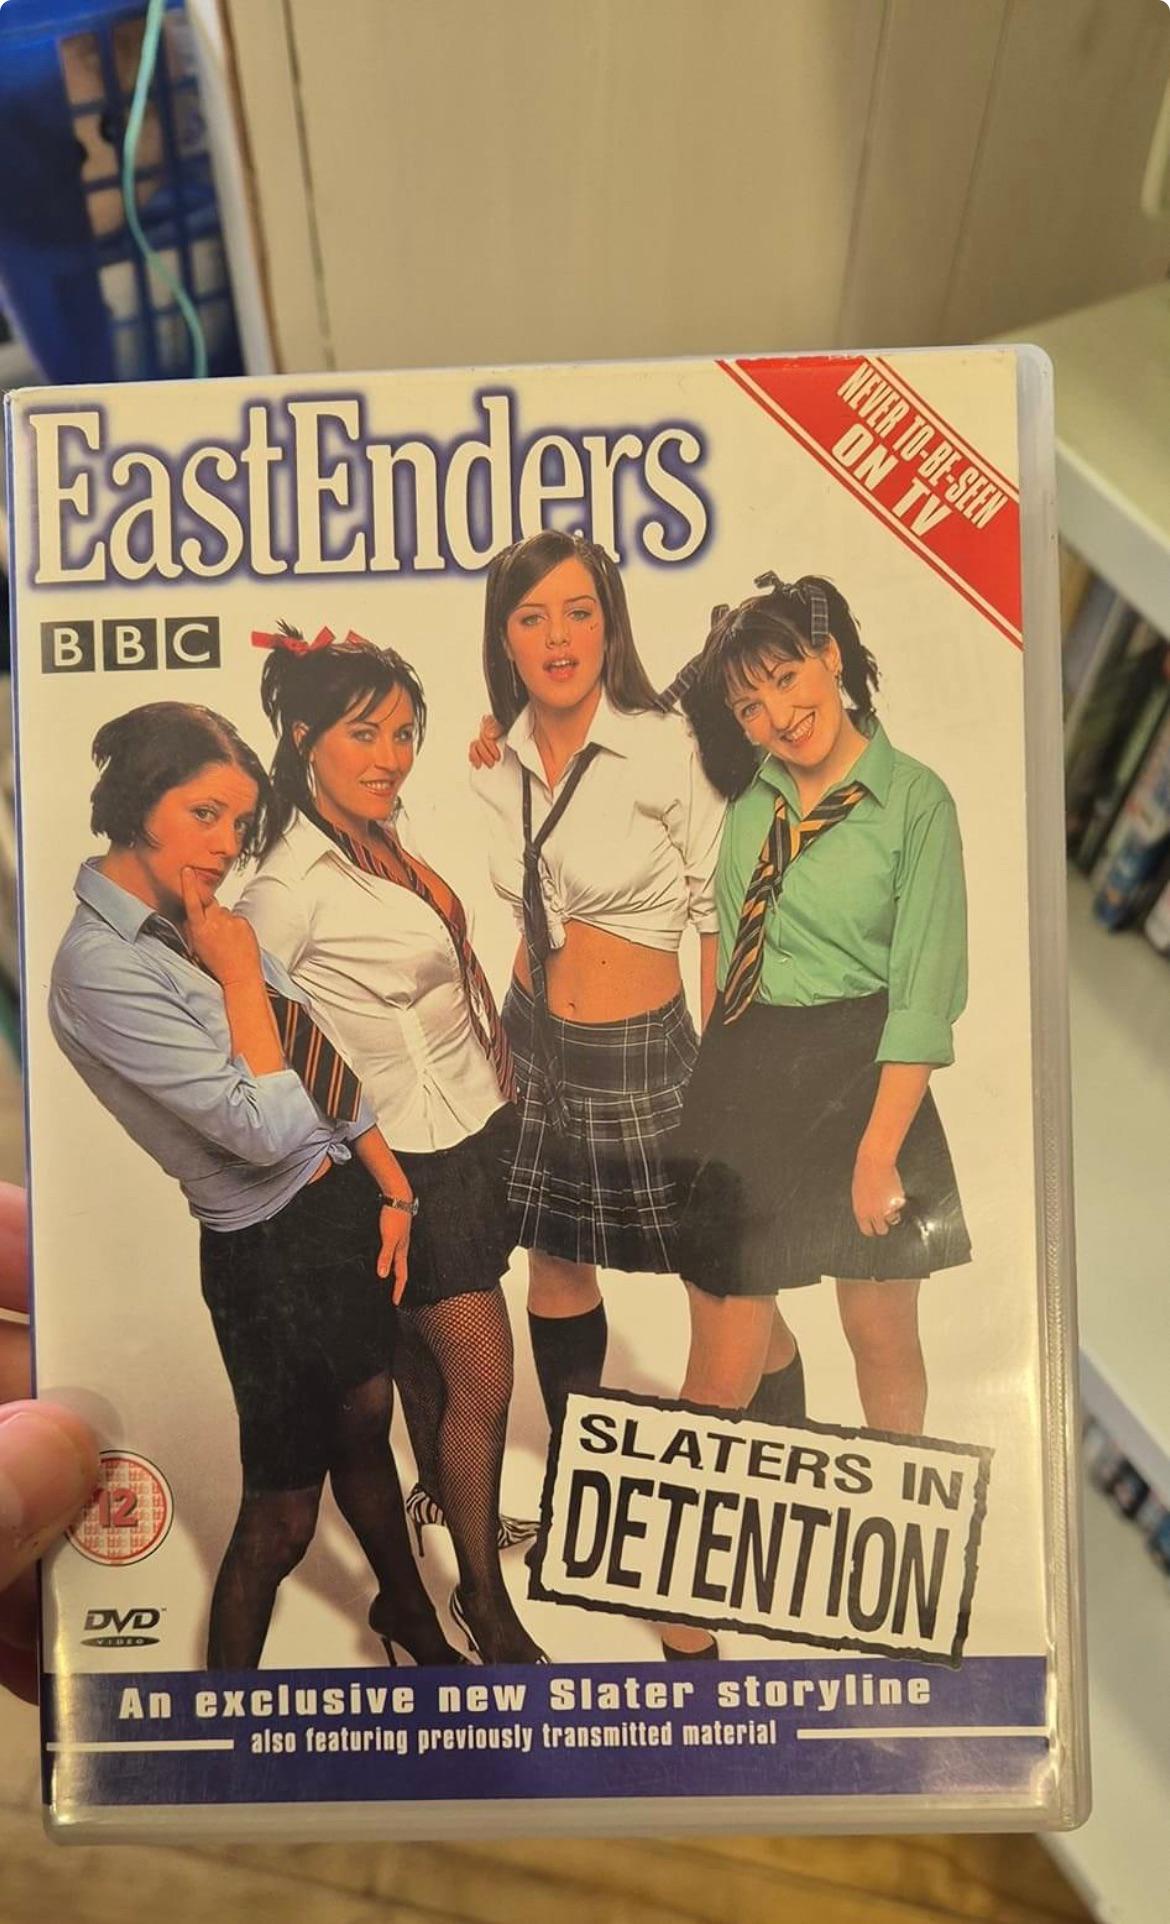 EastEnders
NEVER TO-BE-SEEN
ON TV
BBC
SLATERS IN
DETENTION
12
DVD™
VIDEO
An exclusive new Slater storyline
also featuring previously transmitted material